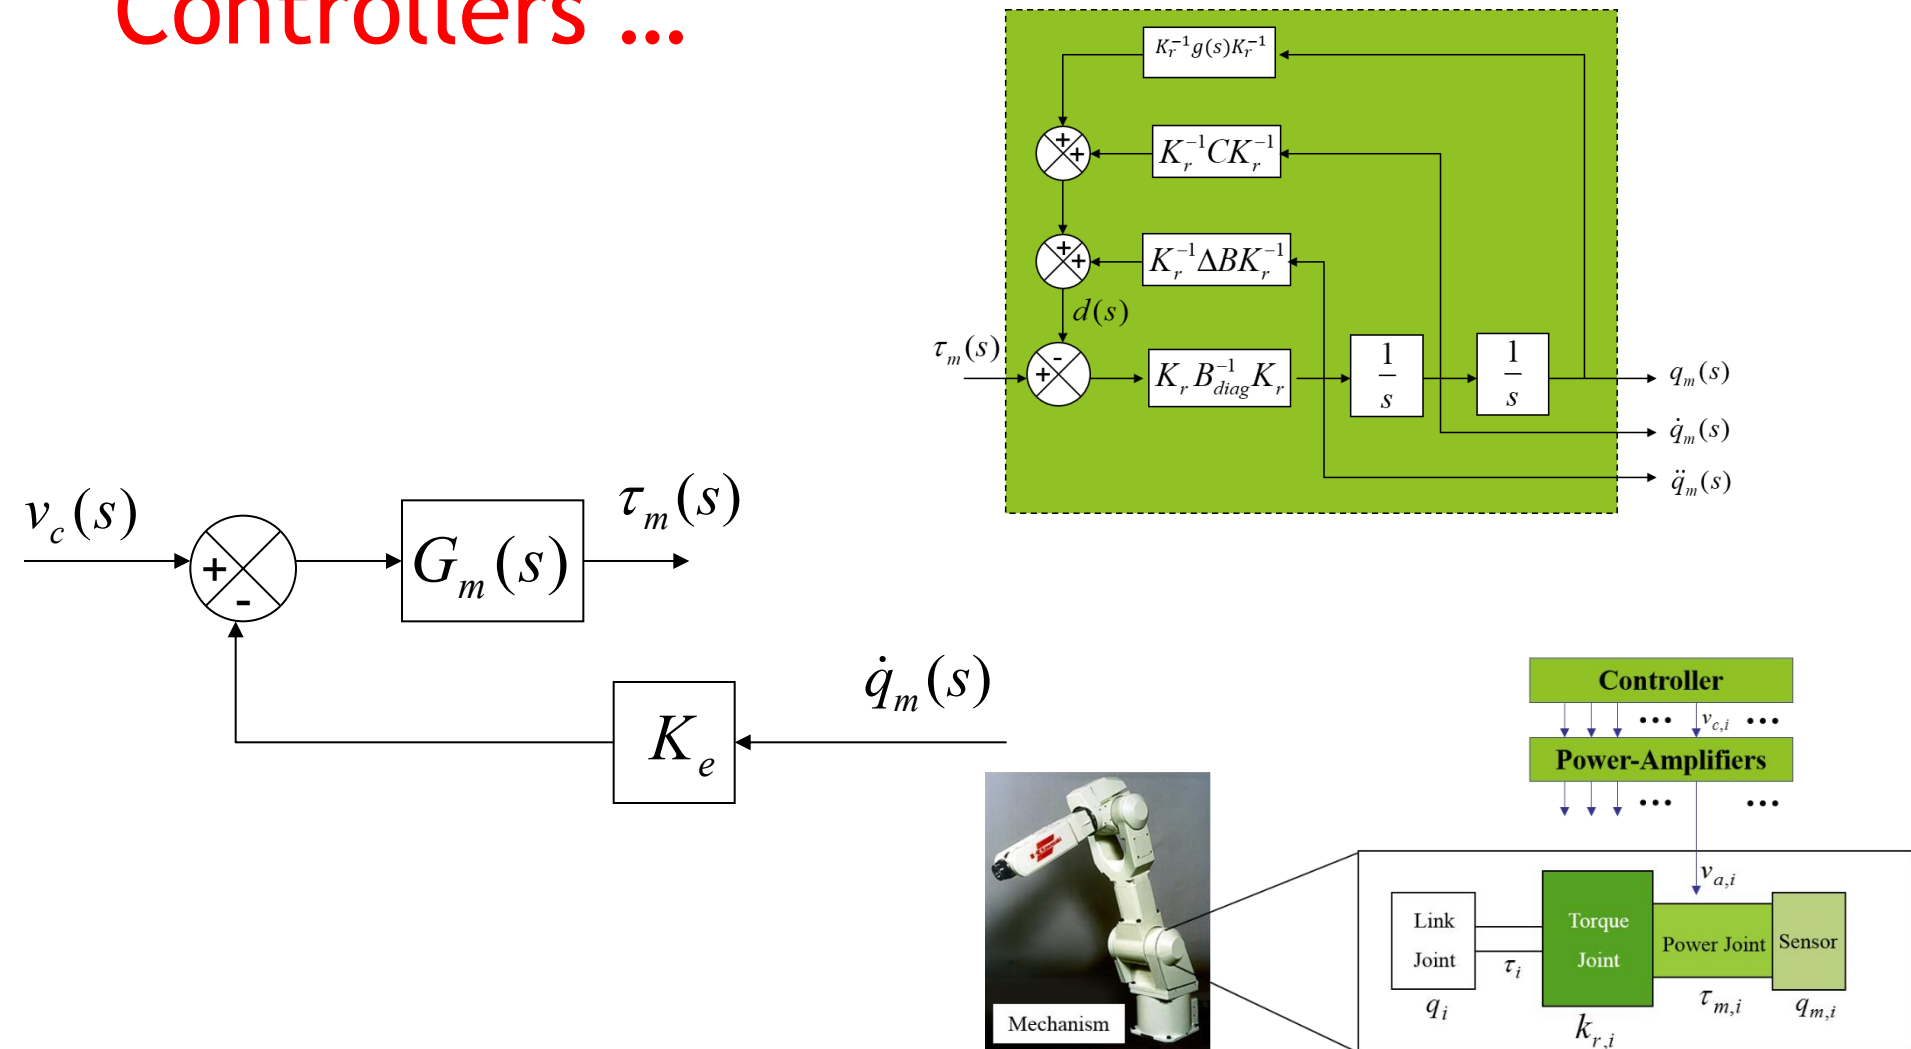 Controllers ...
K_r^{-1}g(s)K_r^{-1}
+
+
K_r^{-1}CK_r^{-1}
+
+
K_r^{-1}ΔBK_r^{-1}
d(s)
τ_m(s)
-
+
K_r B_{diag}^{-1} K_r
1/s
1/s
q_m(s)
q̇_m(s)
q̈_m(s)
v_c(s)
+
-
G_m(s)
τ_m(s)
q̇_m(s)
K_e
Controller
... v_{c,i} ...
Power-Amplifiers
... ...
v_{a,i}
Link
Joint
τ_i
Torque
Joint
Power Joint
Sensor
q_i
k_{r,i}
τ_{m,i}
q_{m,i}
Mechanism